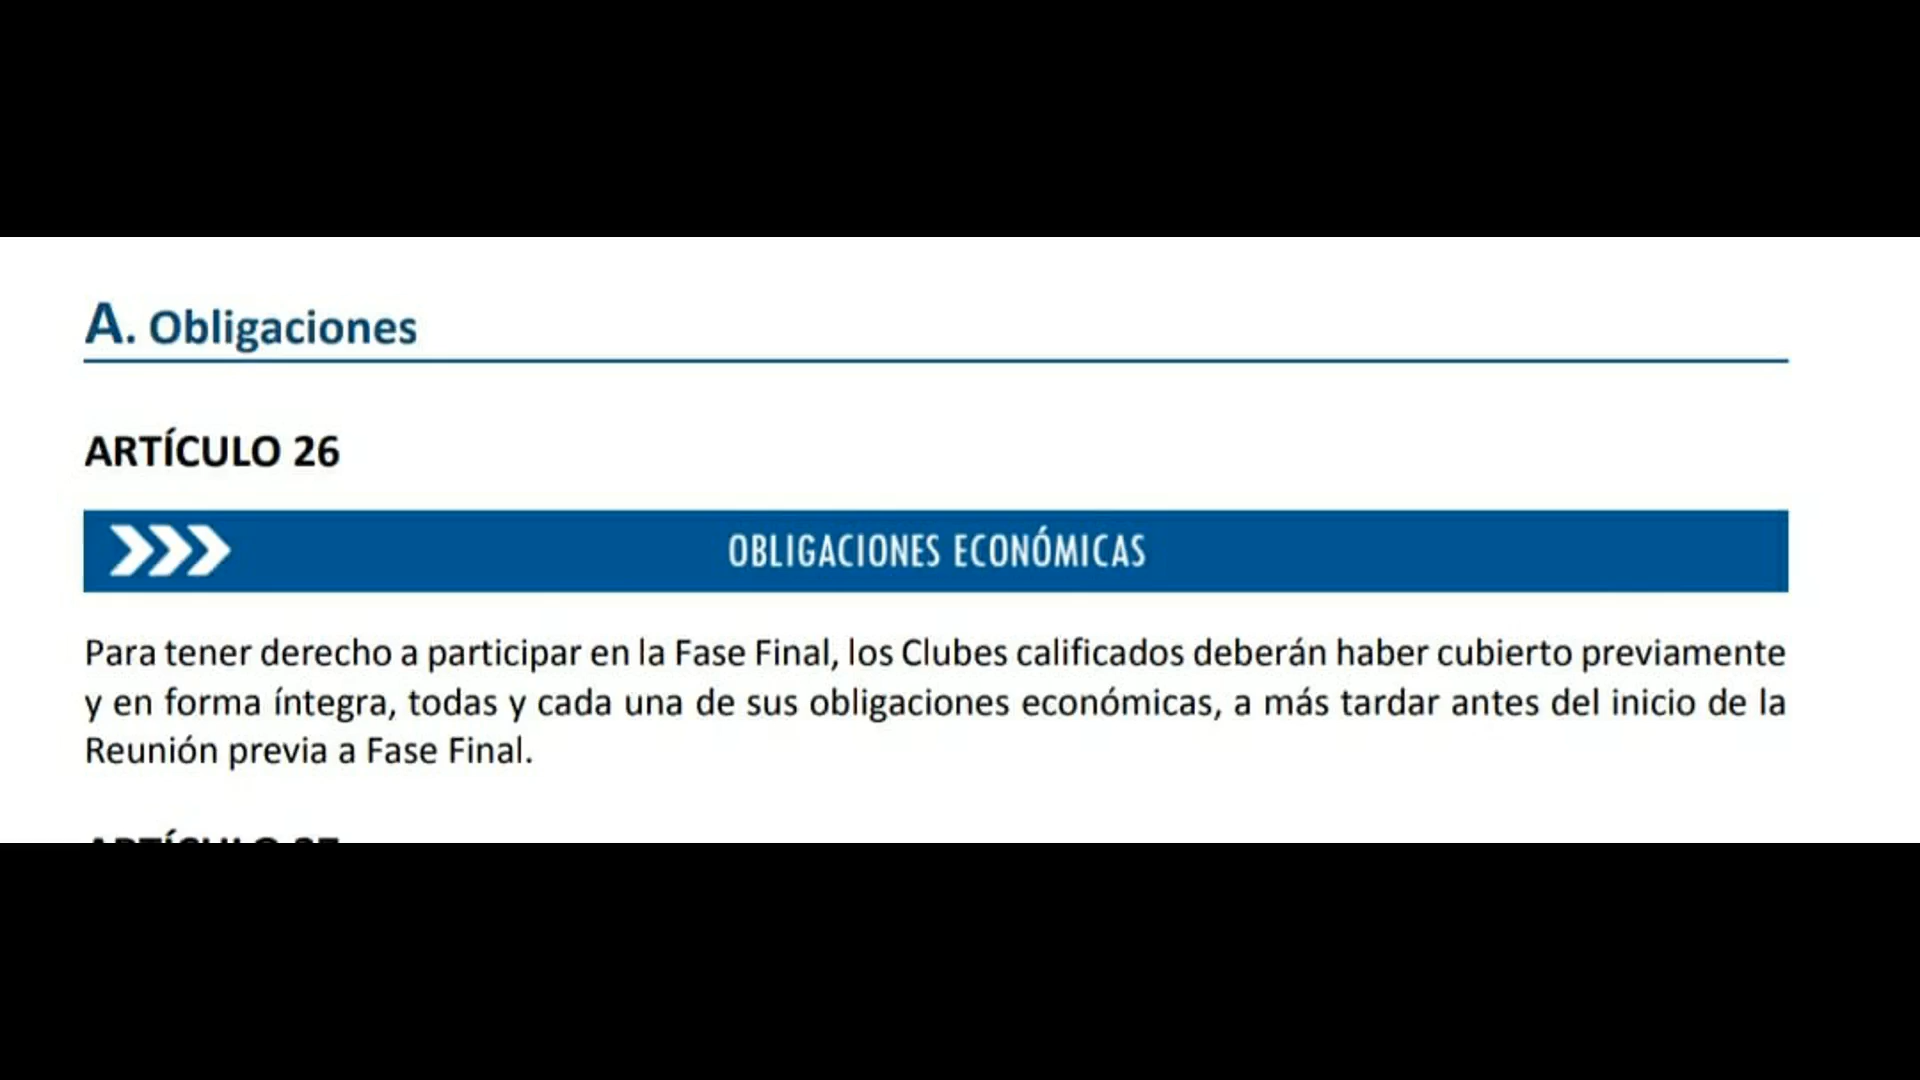 A. Obligaciones
ARTÍCULO 26
OBLIGACIONES ECONÓMICAS
Para tener derecho a participar en la Fase Final, los Clubes calificados deberán haber cubierto previamente
y en forma íntegra, todas y cada una de sus obligaciones económicas, a más tardar antes del inicio de la
Reunión previa a Fase Final.